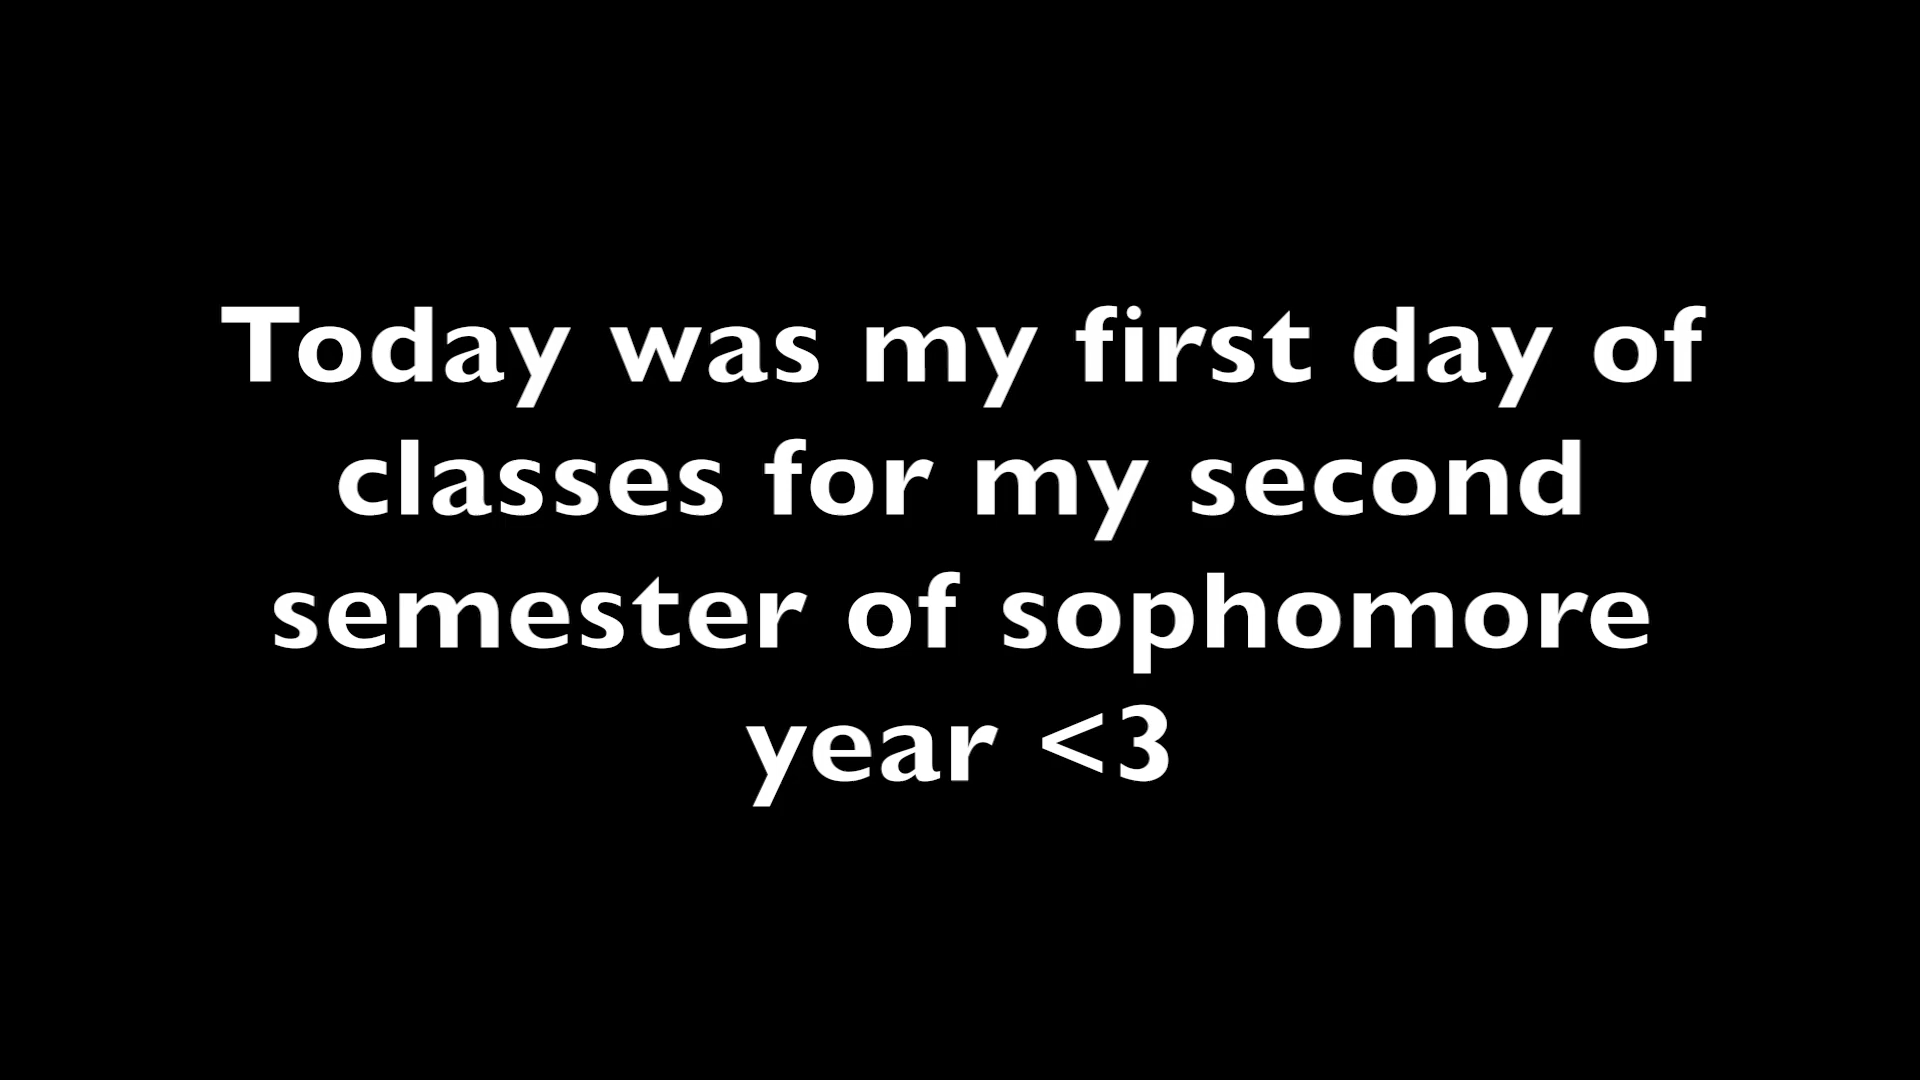 Today was my first day of
classes for my second
semester of sophomore
year <3